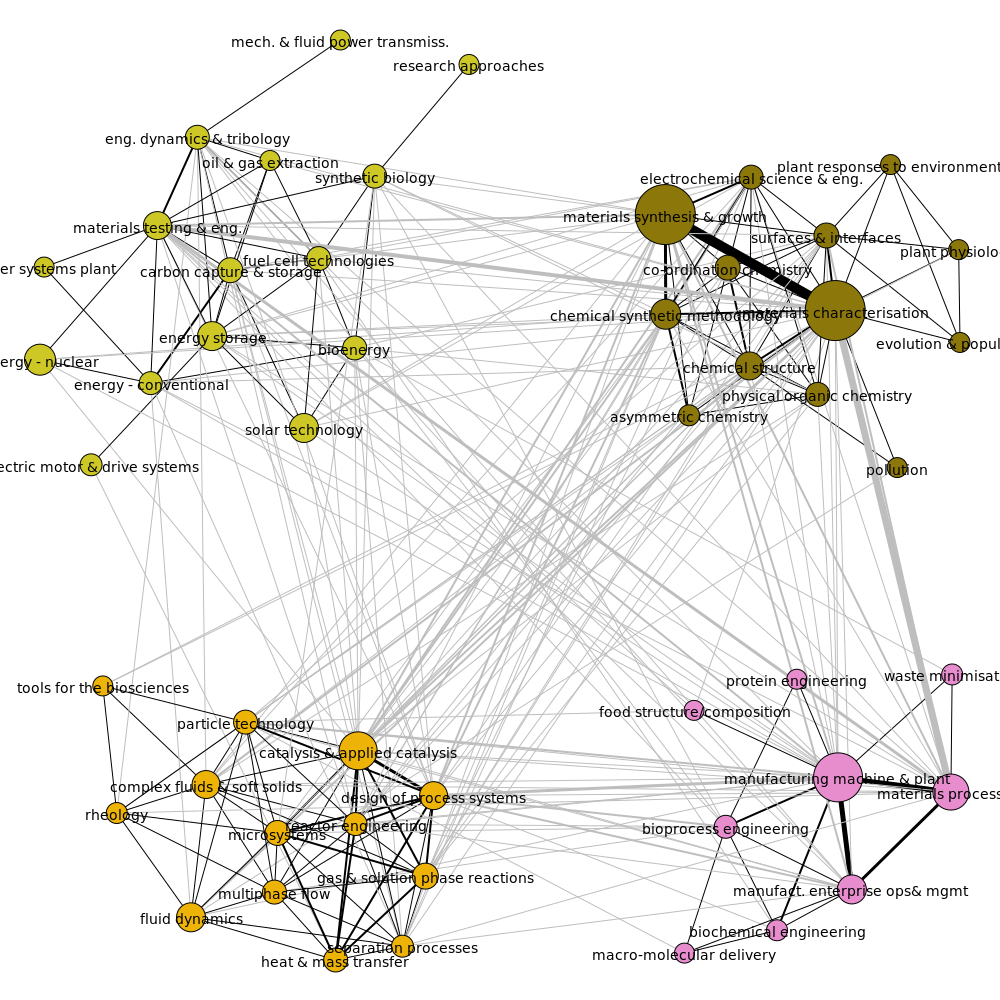 mech. & fluid power transmiss.
research approaches
eng. dynamics & tribology
oil & gas extraction
synthetic biology
materials testing & eng.
fuel cell technologies
er systems plant
carbon capture & storage
energy storage
bioenergy
ergy - nuclear
energy - conventional
solar technology
ectric motor & drive systems
plant responses to environment
electrochemical science & eng.
materials synthesis & growth
surfaces & interfaces
plant physiolo
co-ordination chemistry
chemical synthetic methodology
materials characterisation
evolution & popul
chemical structure
physical organic chemistry
asymmetric chemistry
pollution
tools for the biosciences
particle technology
catalysis & applied catalysis
complex fluids & soft solids
design of process systems
rheology
reactor engineering
microsystems
gas & solution phase reactions
multiphase flow
fluid dynamics
separation processes
heat & mass transfer
protein engineering
waste minimisat
food structure/composition
manufacturing machine & plant
materials process
bioprocess engineering
manufact. enterprise ops& mgmt
biochemical engineering
macro-molecular delivery